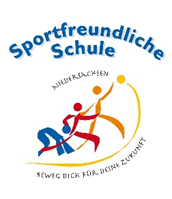 Sportfreundliche
Schule
NIEDERSACHSEN
BEWEG DICH FÜR DEINE ZUKUNFT